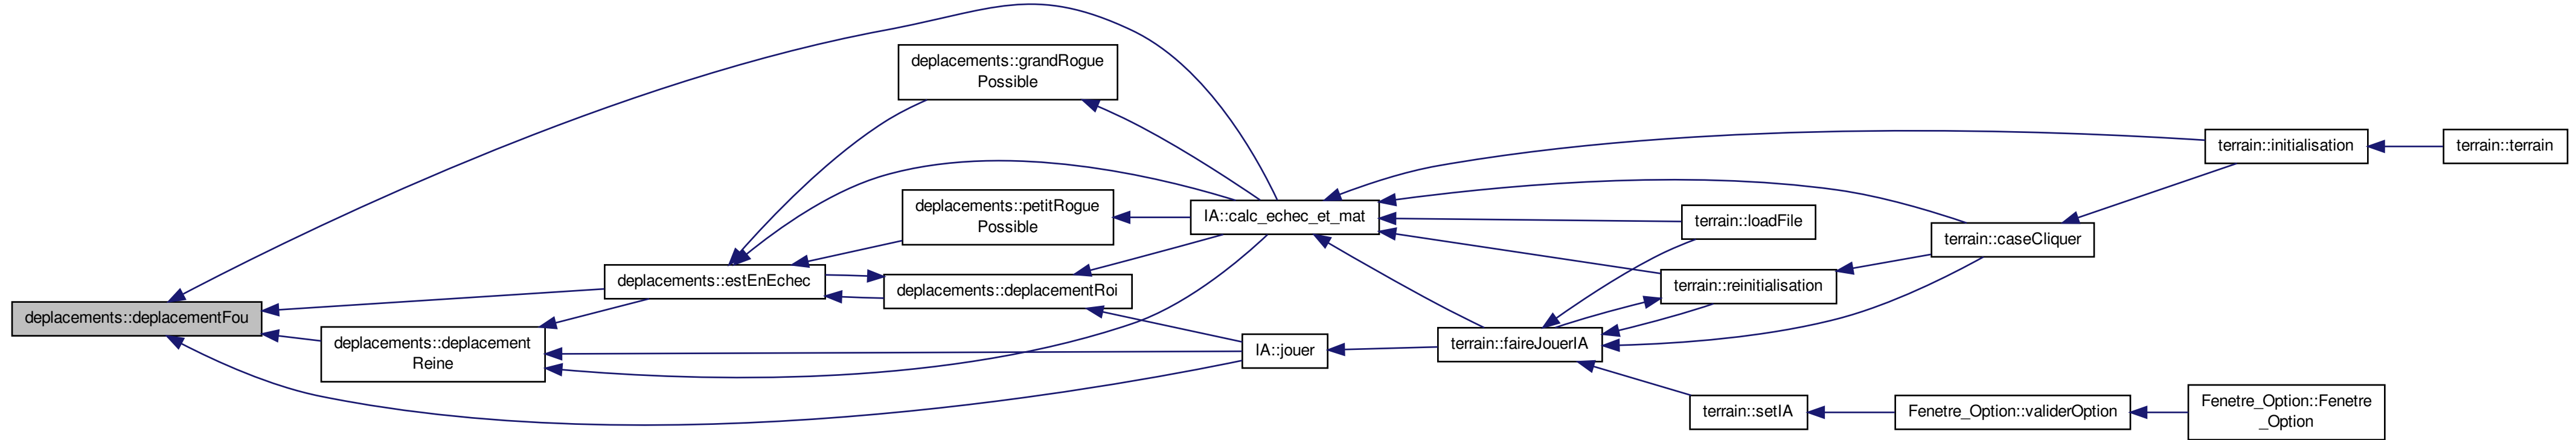 deplacements::deplacementFou
deplacements::deplacement
Reine
deplacements::estEnEchec
deplacements::grandRogue
Possible
deplacements::petitRogue
Possible
deplacements::deplacementRoi
IA::calc_echec_et_mat
IA::jouer
terrain::faireJouerIA
terrain::loadFile
terrain::reinitialisation
terrain::setIA
terrain::caseCliquer
Fenetre_Option::validerOption
terrain::initialisation
Fenetre_Option::Fenetre
_Option
terrain::terrain